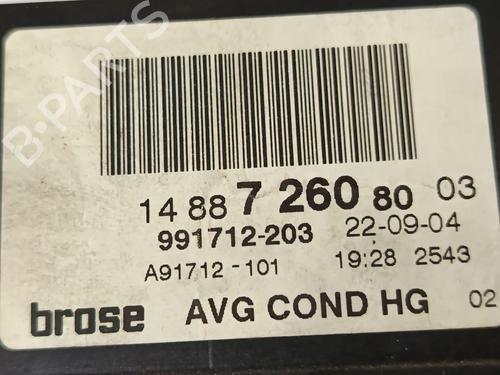 B-PARTS
14 88 7 260 80 03
991712-203 22-09-04
A91712 -101 19:28 2543
brose AVG COND HG 02